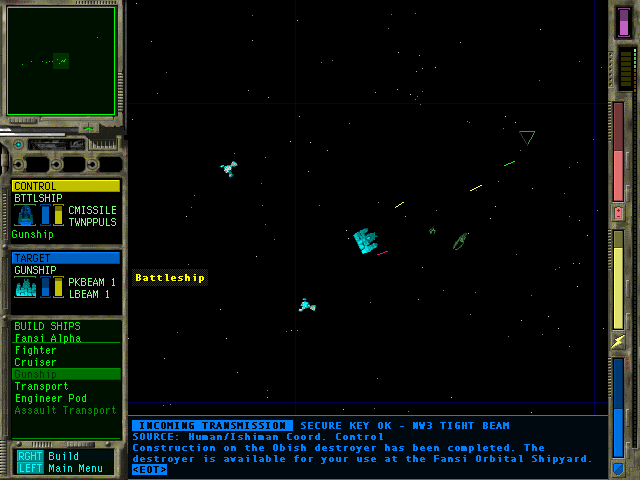 CONTROL
BTTLSHIP
CMISSILE
TWNPPULS
Gunship
TARGET
GUNSHIP
PKBEAM 1
LBEAM 1
BUILD SHIPS
Fansi Alpha
Fighter
Cruiser
Gunship
Transport
Engineer Pod
Assault Transport
RGHT Build
LEFT Main Menu
Battleship
INCOMING TRANSMISSION SECURE KEY OK - NW3 TIGHT BEAM
SOURCE: Human/Ishiman Coord. Control
Construction on the Obish destroyer has been completed. The
destroyer is available for your use at the Fansi Orbital Shipyard.
<EOT>